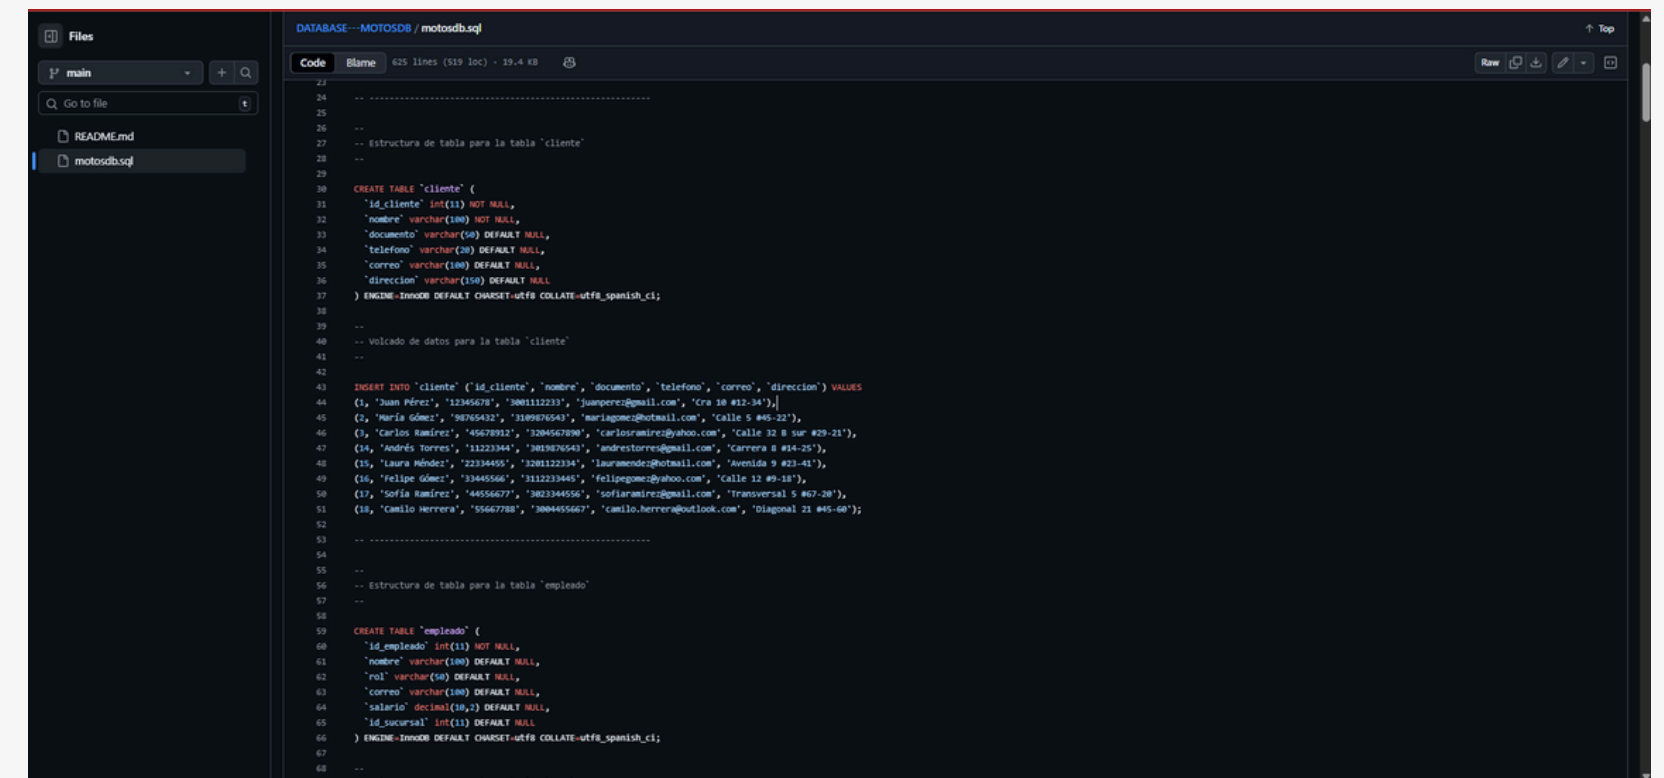 Files
main
Go to file
t
README.md
motosdb.sql
DATABASE---MOTOSDB / motosdb.sql
Top
Code Blame 625 lines (519 loc) · 19.4 KB
Raw
23
24 -- --------------------------------------------------------
25
26 --
27 -- Estructura de tabla para la tabla `cliente`
28 --
29
30 CREATE TABLE `cliente` (
31 `id_cliente` int(11) NOT NULL,
32 `nombre` varchar(100) NOT NULL,
33 `documento` varchar(50) DEFAULT NULL,
34 `telefono` varchar(20) DEFAULT NULL,
35 `correo` varchar(100) DEFAULT NULL,
36 `direccion` varchar(150) DEFAULT NULL
37 ) ENGINE=InnoDB DEFAULT CHARSET=utf8 COLLATE=utf8_spanish_ci;
38
39 --
40 -- Volcado de datos para la tabla `cliente`
41 --
42
43 INSERT INTO `cliente` (`id_cliente`, `nombre`, `documento`, `telefono`, `correo`, `direccion`) VALUES
44 (1, 'Juan Pérez', '12345678', '3001112233', 'juanperez@gmail.com', 'Cra 10 #12-34'),
45 (2, 'María Gómez', '98765432', '3109876543', 'mariagomez@hotmail.com', 'Calle 5 #45-22'),
46 (3, 'Carlos Ramírez', '45678912', '3204567890', 'carlosramirez@yahoo.com', 'Calle 32 B sur #29-21'),
47 (14, 'Andrés Torres', '11223344', '3019876543', 'andrestorres@gmail.com', 'Carrera 8 #14-25'),
48 (15, 'Laura Méndez', '22334455', '3201122334', 'lauramendez@hotmail.com', 'Avenida 9 #23-41'),
49 (16, 'Felipe Gómez', '33445566', '3112233445', 'felipegomez@yahoo.com', 'Calle 12 #9-18'),
50 (17, 'Sofía Ramírez', '44556677', '3023344556', 'sofiaramirez@gmail.com', 'Transversal 5 #67-20'),
51 (18, 'Camilo Herrera', '55667788', '3004455667', 'camilo.herrera@outlook.com', 'Diagonal 21 #45-60');
52
53 -- --------------------------------------------------------
54
55 --
56 -- Estructura de tabla para la tabla `empleado`
57 --
58
59 CREATE TABLE `empleado` (
60 `id_empleado` int(11) NOT NULL,
61 `nombre` varchar(100) DEFAULT NULL,
62 `rol` varchar(50) DEFAULT NULL,
63 `correo` varchar(100) DEFAULT NULL,
64 `salario` decimal(10,2) DEFAULT NULL,
65 `id_sucursal` int(11) DEFAULT NULL
66 ) ENGINE=InnoDB DEFAULT CHARSET=utf8 COLLATE=utf8_spanish_ci;
67
68 --